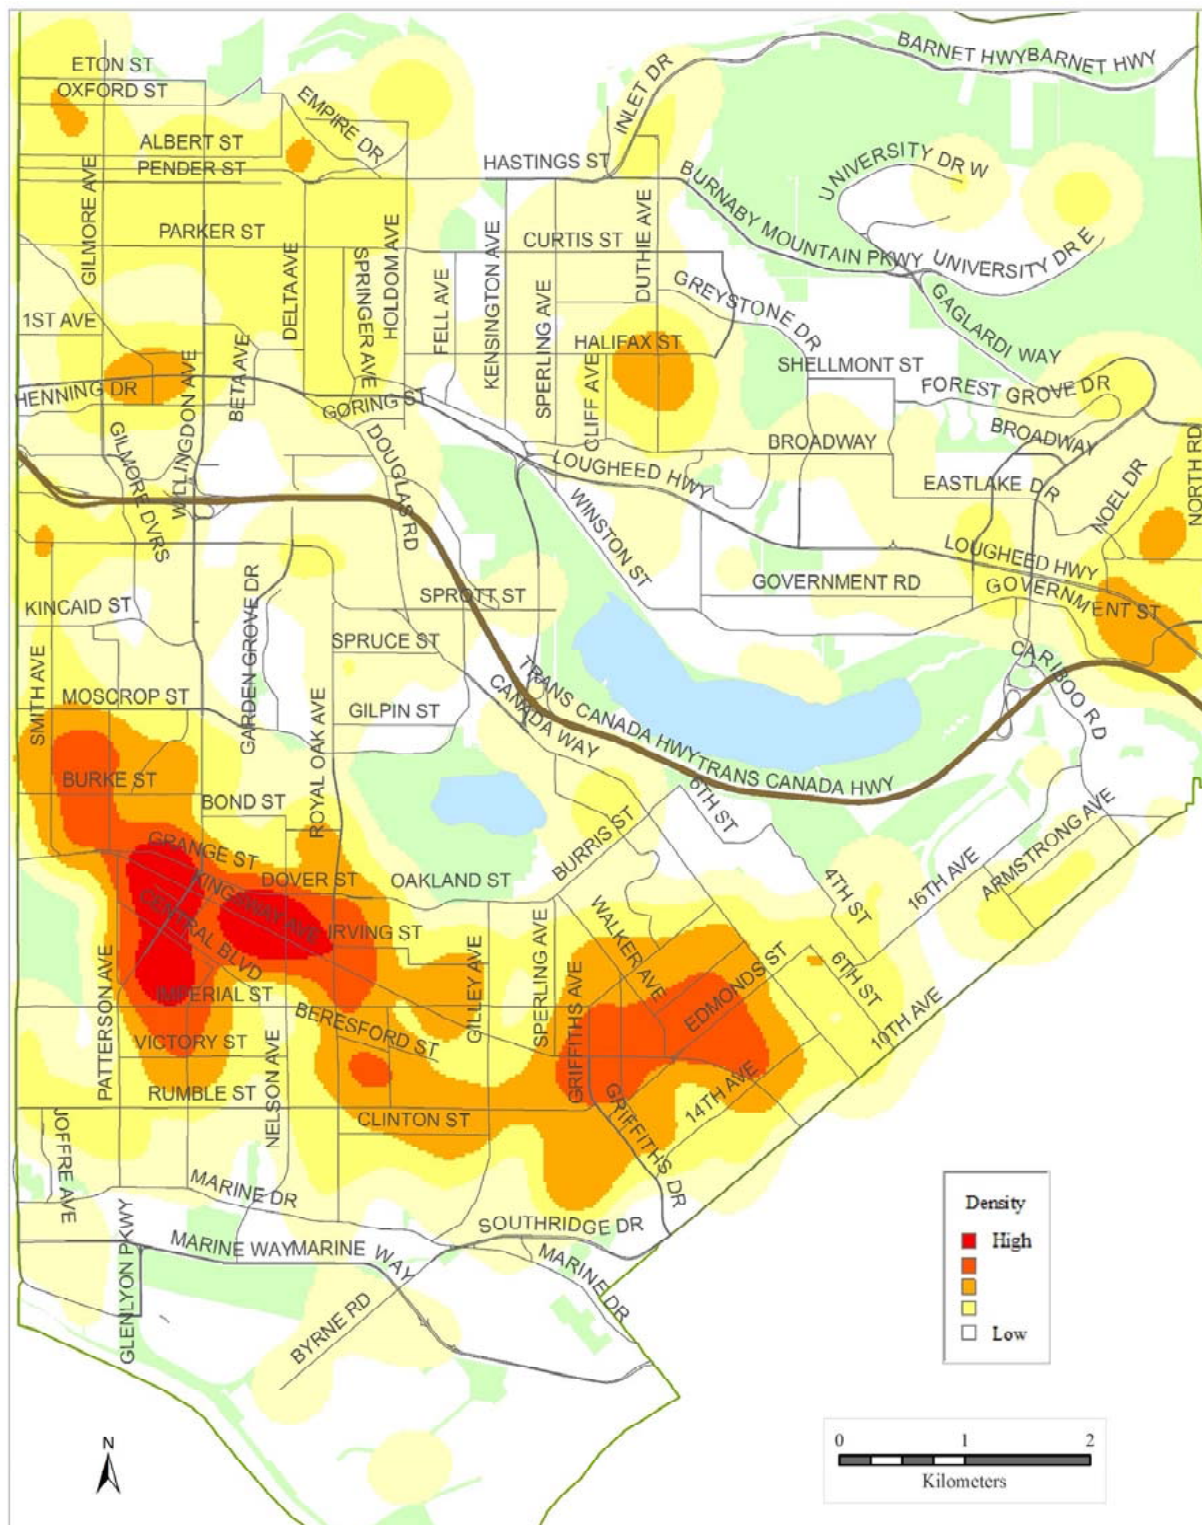 BARNET HWYBARNET HWY
ETON ST
OXFORD ST
EMPIRE DR
INLET DR
ALBERT ST
PENDER ST
HASTINGS ST
UNIVERSITY DR W
GILMORE AVE
BURNABY MOUNTAIN PKWY
PARKER ST
CURTIS ST
DUTHIE AVE
UNIVERSITY DR E
DELTA AVE
SPRINGER AVE
HOLDOM AVE
FELL AVE
KENSINGTON AVE
SPERLING AVE
GREYSTONE DR
GAGLARDI WAY
1ST AVE
HALIFAX ST
SHELLMONT ST
FOREST GROVE DR
HENNING DR
WILLINGDON AVE
BETA AVE
GORING ST
CLIFF AVE
BROADWAY
BROADWAY
GILMORE DVRS
DOUGLAS RD
LOUGHEED HWY
WINSTON ST
EASTLAKE DR
NOEL DR
NORTH RD
LOUGHEED HWY
KINCAID ST
GARDEN GROVE DR
SPROTT ST
GOVERNMENT RD
GOVERNMENT ST
SPRUCE ST
SMITH AVE
MOSCROP ST
ROYAL OAK AVE
GILPIN ST
TRANS CANADA HWYTRANS CANADA HWY
CANADA WAY
CARIBOO RD
BURKE ST
BOND ST
6TH ST
BURRIS ST
GRANGE ST
KINGSWAY AVE
DOVER ST
OAKLAND ST
4TH ST
16TH AVE
ARMSTRONG AVE
CENTRAL BLVD
IRVING ST
WALKER AVE
PATTERSON AVE
GILLEY AVE
SPERLING AVE
GRIFFITHS AVE
EDMONDS ST
6TH ST
IMPERIAL ST
10TH AVE
VICTORY ST
BERESFORD ST
NELSON AVE
RUMBLE ST
CLINTON ST
14TH AVE
GRIFFITHS DR
JOFFRE AVE
MARINE DR
GLENLYON PKWY
MARINE WAYMARINE WAY
SOUTHRIDGE DR
MARINE DR
BYRNE RD
Density
High
Low
N
0 1 2
Kilometers